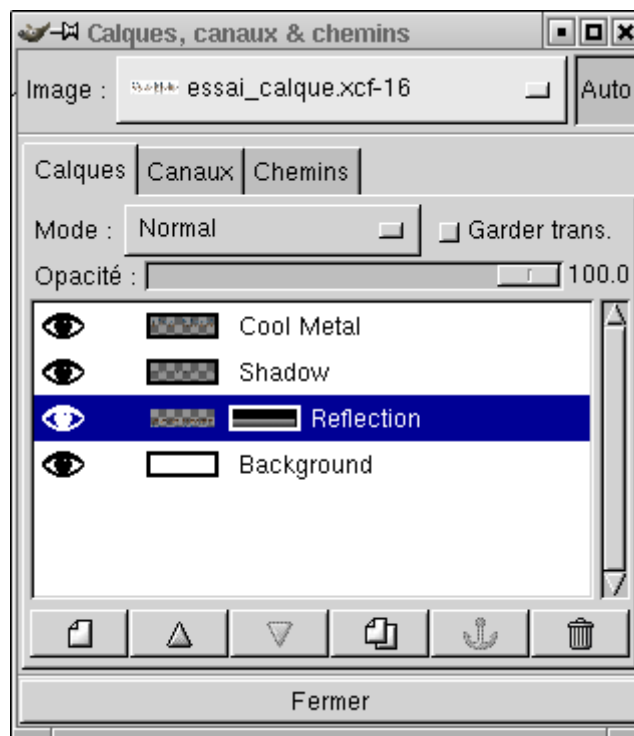 Calques, canaux & chemins
Image : essai_calque.xcf-16 Auto
Calques Canaux Chemins
Mode : Normal Garder trans.
Opacité : 100.0
Cool Metal
Shadow
Reflection
Background
Fermer